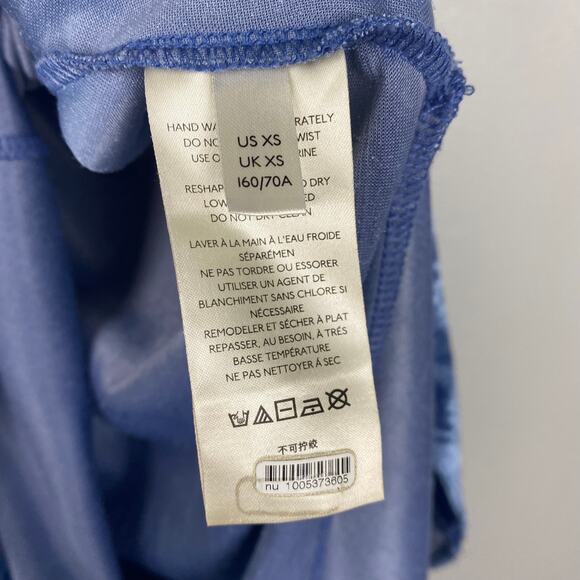 HAND WA RATELY
DO NO WIST
USE O RINE
US XS
UK XS
160/70A
RESHAP D DRY
LOW
DO NOT DRY CLEAN
LAVER À LA MAIN À L'EAU FROIDE
SÉPARÉMEN
NE PAS TORDRE OU ESSORER
UTILISER UN AGENT DE
BLANCHIMENT SANS CHLORE SI
NÉCESSAIRE
REMODELER ET SÉCHER À PLAT
REPASSER, AU BESOIN, À TRÉS
BASSE TEMPÉRATURE
NE PAS NETTOYER À SEC
不可拧绞
nu 1005373605